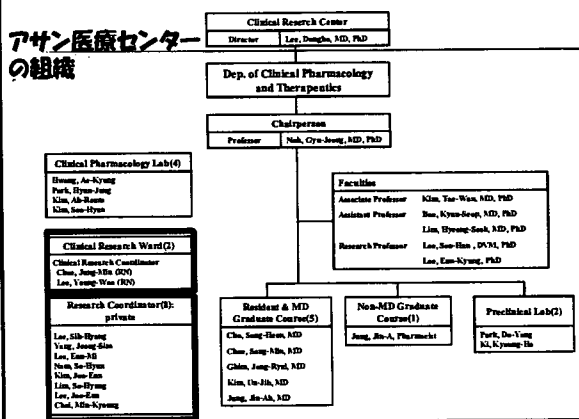 アサン医療センター
の組織
Clinical Reserch Center
Director Lee, Dongho, MD, PhD
Dep. of Clinical Pharmacology
and Therapeutics
Chairperson
Professor Noh, Gyu-Jeong, MD, PhD
Clinical Pharmacology Lab(4)
Hwang, Ae-Kyung
Park, Hyun-Jung
Kim, Ah-Reum
Kim, Soo-Hyun
Clinical Research Ward(2)
Clinical Research Coordinator
Chae, Jung-Min (RN)
Lee, Young-Woo (RN)
Research Coordinator(8):
private
Lee, Sih-Hyang
Yang, Jeong-Sim
Lee, Eun-Mi
Nam, So-Hyun
Kim, Joo-Eun
Lim, So-Hyung
Lee, Joo-Eun
Choi, Min-Kyoung
Faculties
Associate Professor Kim, Tae-Won, MD, PhD
Assistant Professor Bae, Kyun-Seop, MD, PhD
Lim, Hyeong-Seok, MD, PhD
Research Professor Lee, Soo-Han, DVM, PhD
Lee, Eun-Kyung, PhD
Resident & MD
Graduate Course(5)
Cho, Sang-Heon, MD
Choe, Sang-Min, MD
Ghim, Jong-Ryul, MD
Kim, Un-Jib, MD
Jung, Jin-Ah, MD
Non-MD Graduate
Course(1)
Jung, Jin-A, Pharmacist
Preclinical Lab(2)
Park, Do-Yang
Ki, Kyung-Ho